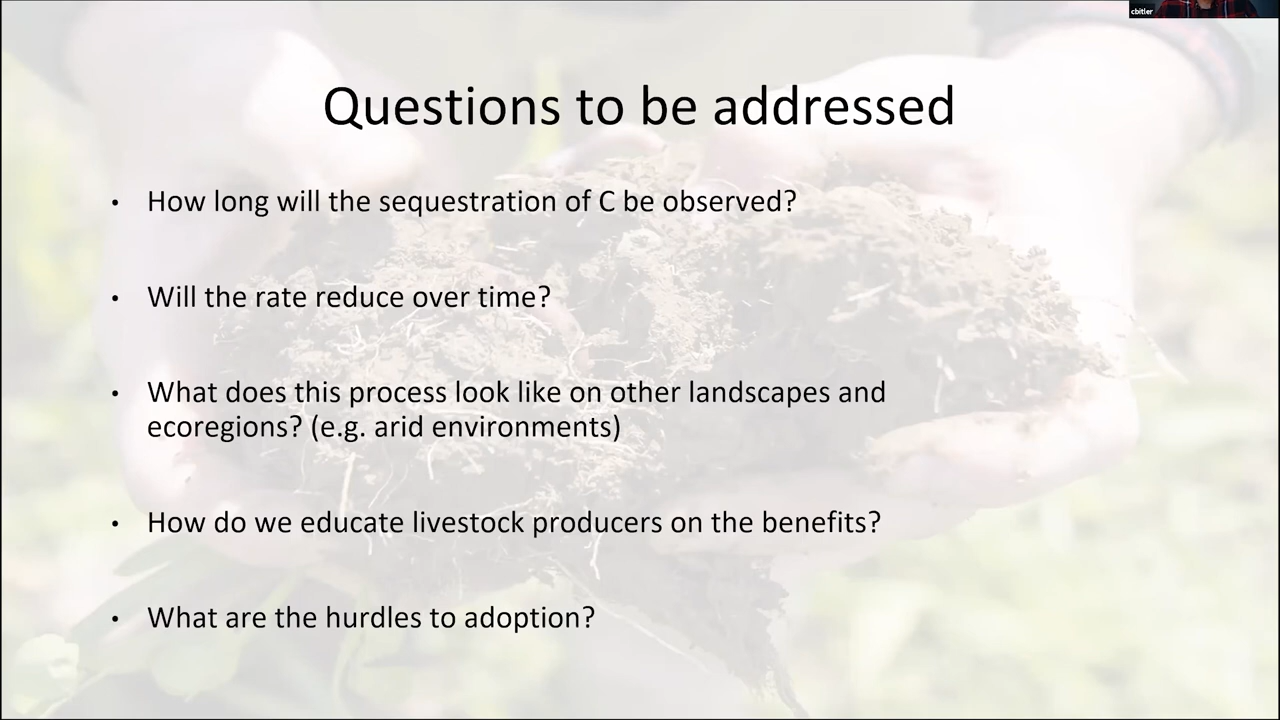 cbitler
Questions to be addressed
• How long will the sequestration of C be observed?
• Will the rate reduce over time?
• What does this process look like on other landscapes and
ecoregions? (e.g. arid environments)
• How do we educate livestock producers on the benefits?
• What are the hurdles to adoption?